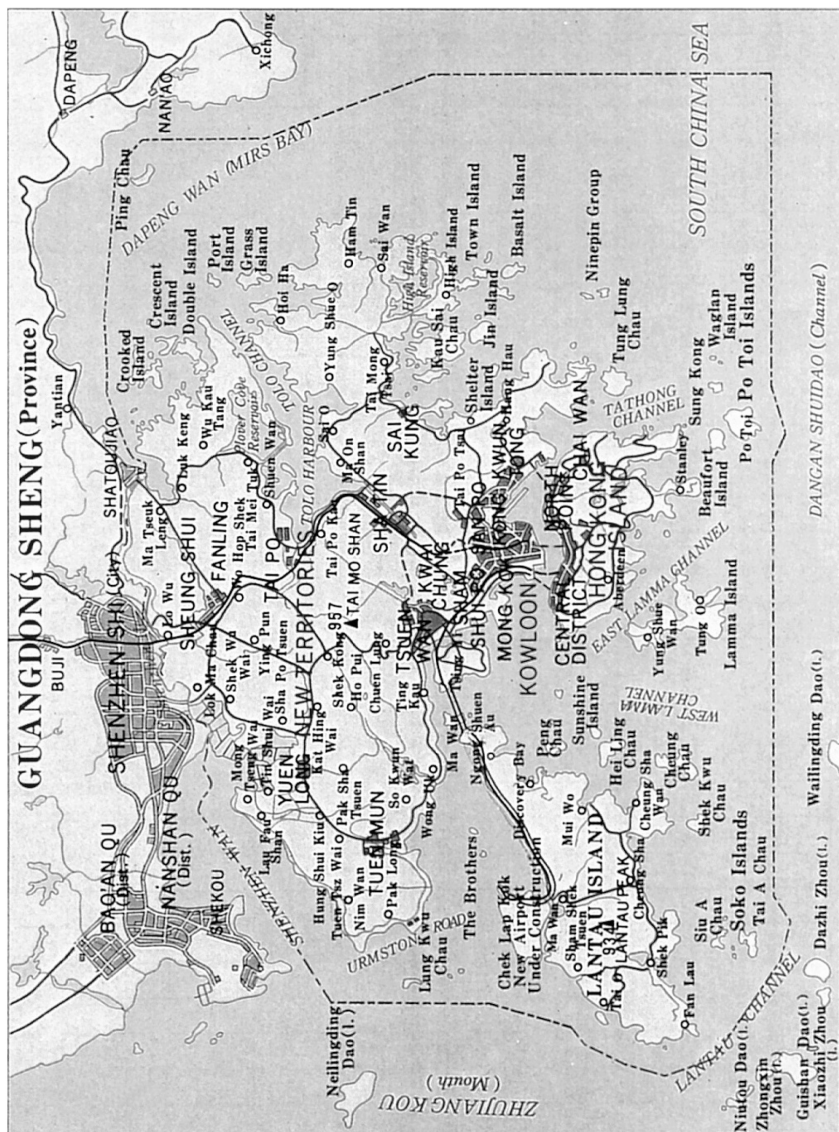 GUANGDONG SHENG (Province)
DAPENG
NAN'AO
Xichong
Ping Chau
DAPENG WAN (MIRS BAY)
Yantian
SHATOUJIAO
BUJI
SHENZHEN SHI (City)
BAO'AN QU
(Dist.)
NANSHAN QU
(Dist.)
SHEKOU
SHENZHEN WAN
Crooked
Island
Crescent
Island
Double Island
Port
Island
Grass
Island
Hoi Ha
Ham Tin
Sai Wan
Luk Keng
Wu Kau
Tang
Plover Cove
Reservoir
TOLO CHANNEL
TOLO HARBOUR
Yung Shue O
High Island
Reservoir
High Island
Town Island
Basalt Island
Kau Sai
Chau
Jin Island
Tai Mong
Tsai
SAI
KUNG
Sai O
Ma On
Shan
Shelter
Island
Hang Hau
Ninepin Group
SOUTH CHINA SEA
Ma Tseuk
Leng
Lo Wu
SHEUNG SHUI
FANLING
Wo Hop Shek
Tai Mei Tuk
Shuen Wan
TAI PO
Tai Po Kau
SHA TIN
Tai Po Tsai
Lok Ma Chau
Shek Wu
Wai
Ying Pun
Sha Po Tsuen
NEW TERRITORIES
957
TAI MO SHAN
Shek Kong
Ho Pui
Chuen Lung
TSUEN
WAN
KWAI
CHUNG
Ting
Kau
Tsing Yi
SHAM
SHUI PO
SAN PO
KONG
KWUN
TONG
MONG KOK
KOWLOON
Mong
Tseng Wai
Tin Shui Wai
YUEN
LONG
Kat Hing
Wai
Lau Fau
Shan
Hung Shui Kiu
Pak Sha
Tsuen
Tuen Tsz Wai
Nim Wan
TUEN MUN
Pak Long
So Kwun
Wat
Wong Uk
URMSTON ROAD
Lung Kwu
Chau
The Brothers
Ma Wan
Ngong Shuen
Au
CENTRAL
DISTRICT
NORTH
POINT
CHAI WAN
HONG KONG
ISLAND
Aberdeen
Stanley
Tung Lung
Chau
TATHONG
CHANNEL
Sung Kong
Waglan
Island
Po Toi
Po Toi Islands
Beaufort
Island
EAST LAMMA CHANNEL
Yung Shue
Wan
Tung O
Lamma Island
WEST LAMMA
CHANNEL
Sunshine
Island
Peng
Chau
Discovery Bay
Hei Ling
Chau
Cheung
Chau
Mui Wo
Cheung Sha
Wan
Cheung Sha
Shek Kwu
Chau
Chek Lap Kok
New Airport
Under Construction
Ma Wan
Sham Shek
Tsuen
LANTAU ISLAND
934
LANTAU PEAK
Tai O
Shek Pik
Fan Lau
Siu A
Chau
Soko Islands
Tai A Chau
LANTAU CHANNEL
Neilingding
Dao(I.)
ZHUJIANG KOU
(Mouth)
Niutou Dao(I.)
Zhongxin
Zhou(I.)
Guishan Dao(I.)
Xiaozhi Zhou
(I.)
Dazhi Zhou(I.)
Wailingding Dao(I.)
DANGAN SHUIDAO (Channel)